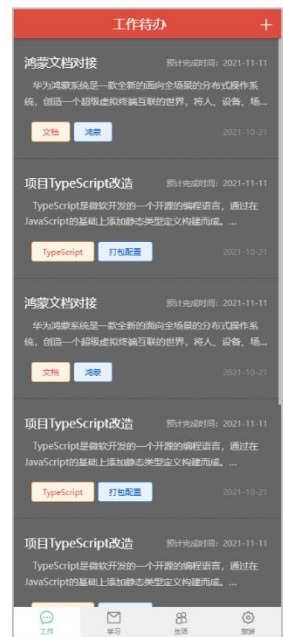 工作待办 +
鸿蒙文档对接 预计完成时间：2021-11-11
华为鸿蒙系统是一款全新的面向全场景的分布式操作系
统，创造一个超级虚拟终端互联的世界，将人、设备、场...
文档 鸿蒙 2021-10-21
项目TypeScript改造 预计完成时间：2021-11-11
TypeScript是微软开发的一个开源的编程语言，通过在
JavaScript的基础上添加静态类型定义构建而成。...
TypeScript 打包配置 2021-10-21
鸿蒙文档对接 预计完成时间：2021-11-11
华为鸿蒙系统是一款全新的面向全场景的分布式操作系
统，创造一个超级虚拟终端互联的世界，将人、设备、场...
文档 鸿蒙 2021-10-21
项目TypeScript改造 预计完成时间：2021-11-11
TypeScript是微软开发的一个开源的编程语言，通过在
JavaScript的基础上添加静态类型定义构建而成。...
TypeScript 打包配置 2021-10-21
项目TypeScript改造 预计完成时间：2021-11-11
TypeScript是微软开发的一个开源的编程语言，通过在
JavaScript的基础上添加静态类型定义构建而成。...
工作 学习 生活 旅游